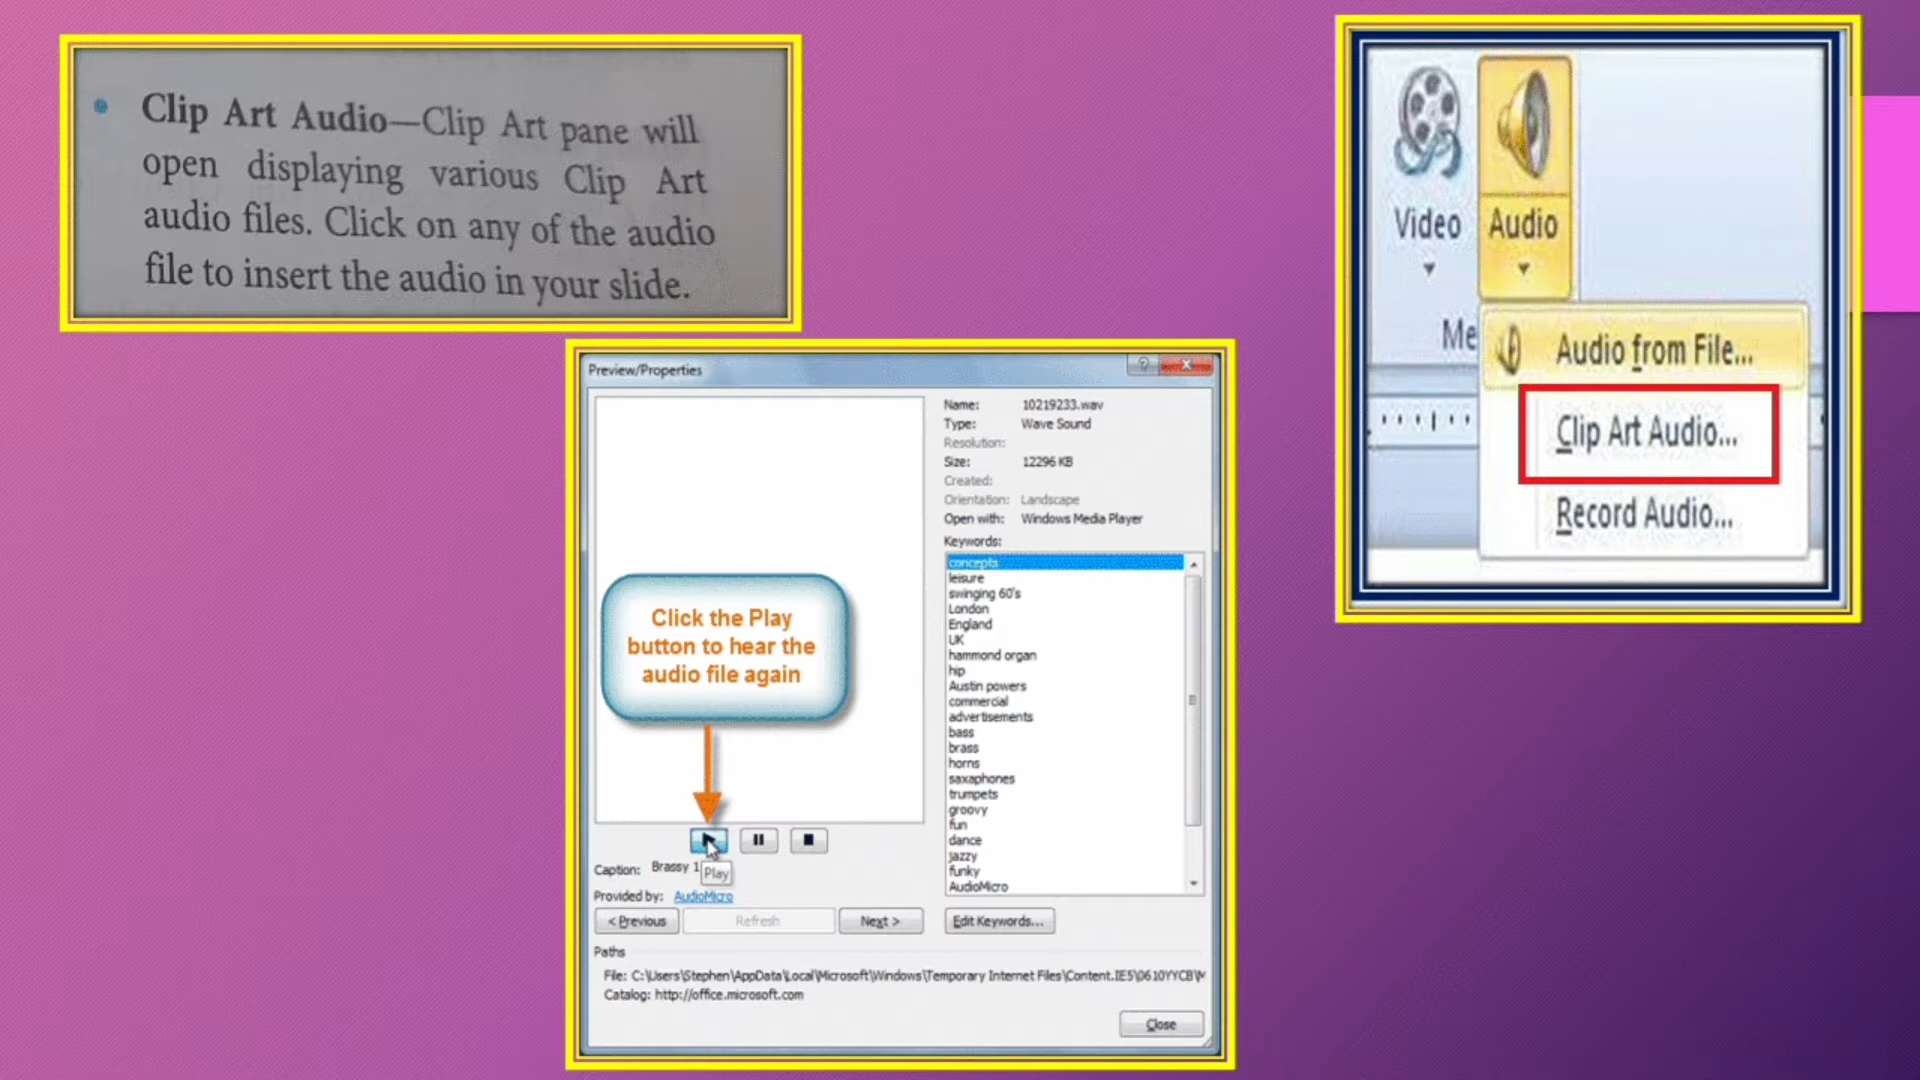 Clip Art Audio—Clip Art pane will
open displaying various Clip Art
audio files. Click on any of the audio
file to insert the audio in your slide.
Video
Audio
Me
Audio from File...
Clip Art Audio...
Record Audio...
Preview/Properties
Name: 10219233.wav
Type: Wave Sound
Resolution:
Size: 12296 KB
Created:
Orientation: Landscape
Open with: Windows Media Player
Keywords:
concepts
leisure
swinging 60's
London
England
UK
hammond organ
hip
Austin powers
commercial
advertisements
bass
brass
horns
saxaphones
trumpets
groovy
fun
dance
jazzy
funky
AudioMicro
Click the Play
button to hear the
audio file again
Caption: Brassy 1
Play
Provided by: AudioMicro
< Previous
Refresh
Next >
Edit Keywords...
Paths
File: C:\Users\Stephen\AppData\Local\Microsoft\Windows\Temporary Internet Files\Content.IE5\0610YYCB\M
Catalog: http://office.microsoft.com
Close